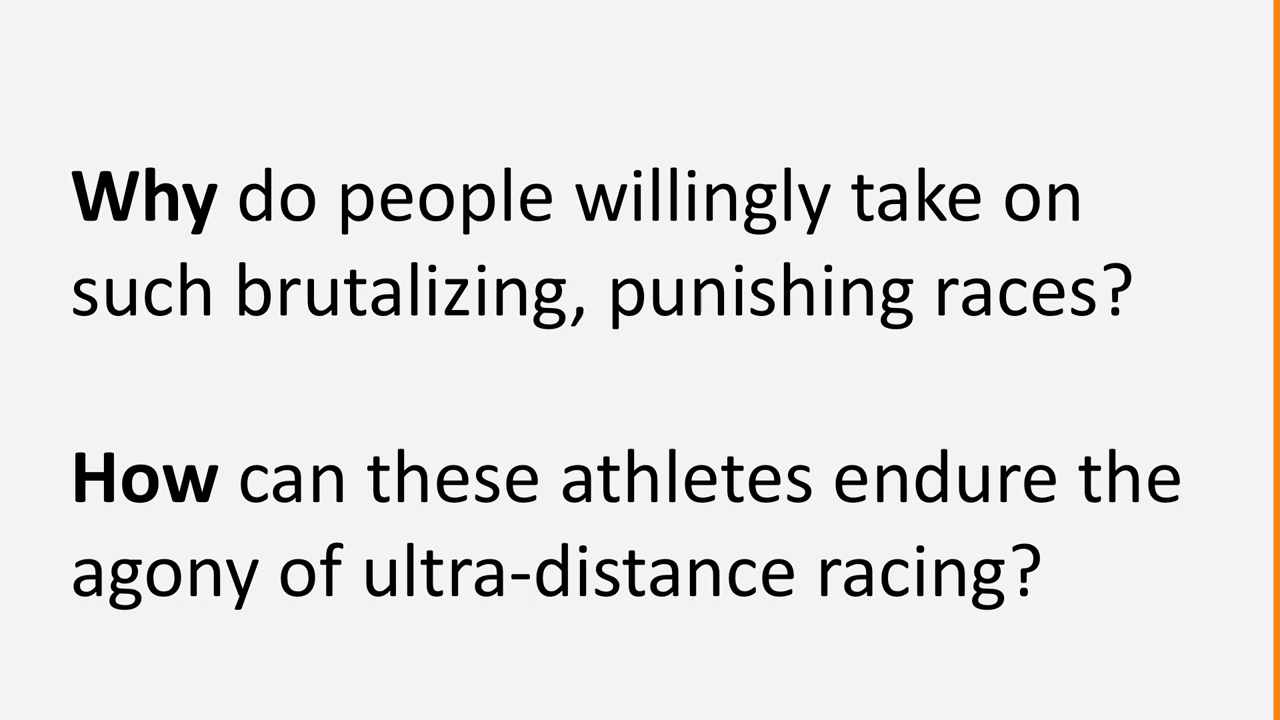 Why do people willingly take on
such brutalizing, punishing races?
How can these athletes endure the
agony of ultra-distance racing?